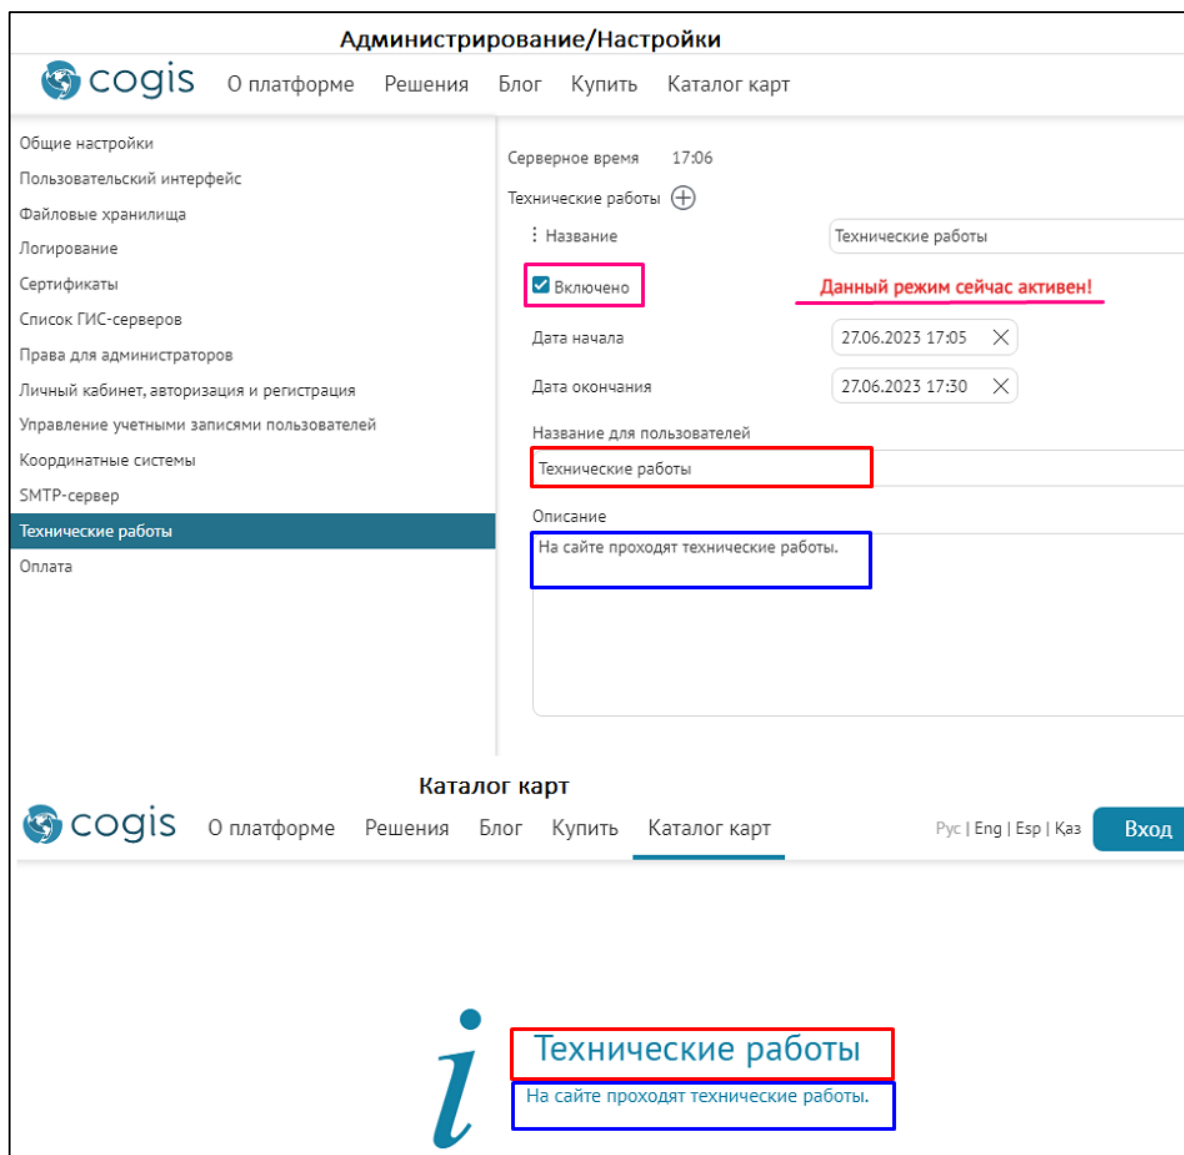 Администрирование/Настройки
cogis О платформе Решения Блог Купить Каталог карт
Общие настройки
Пользовательский интерфейс
Файловые хранилища
Логирование
Сертификаты
Список ГИС-серверов
Права для администраторов
Личный кабинет, авторизация и регистрация
Управление учетными записями пользователей
Координатные системы
SMTP-сервер
Технические работы
Оплата
Серверное время 17:06
Технические работы
Название Технические работы
Включено Данный режим сейчас активен!
Дата начала 27.06.2023 17:05
Дата окончания 27.06.2023 17:30
Название для пользователей
Технические работы
Описание
На сайте проходят технические работы.
Каталог карт
cogis О платформе Решения Блог Купить Каталог карт Рус | Eng | Esp | Қаз Вход
Технические работы
На сайте проходят технические работы.